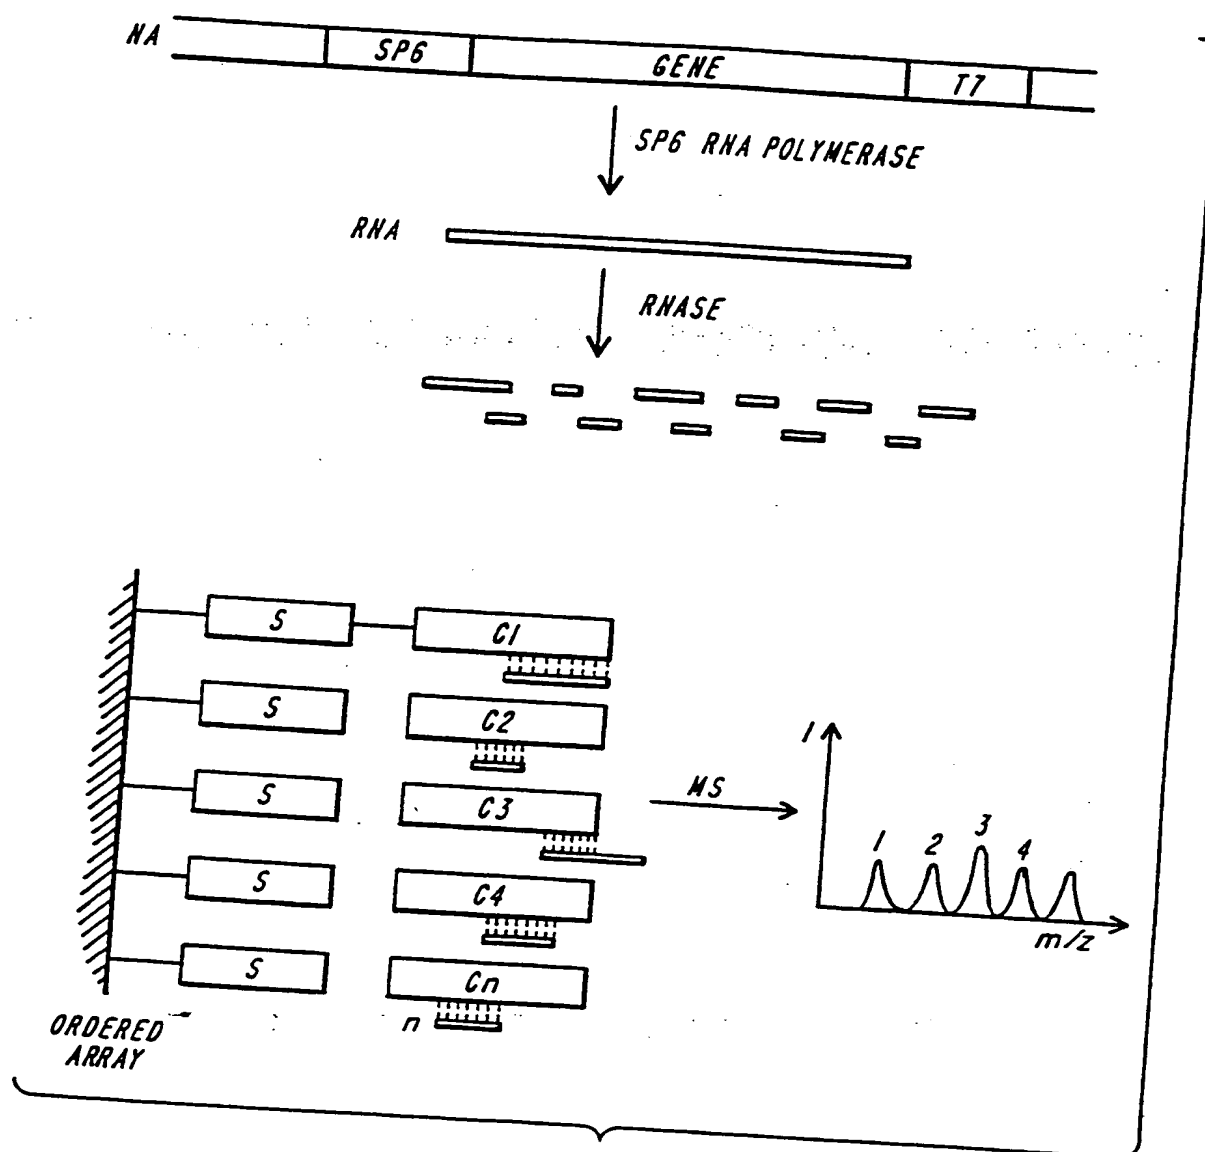 NA
SP6
GENE
T7
SP6 RNA POLYMERASE
RNA
RNASE
S
C1
S
C2
S
C3
S
C4
S
Cn
n
ORDERED
ARRAY
MS
I
1
2
3
4
m/z